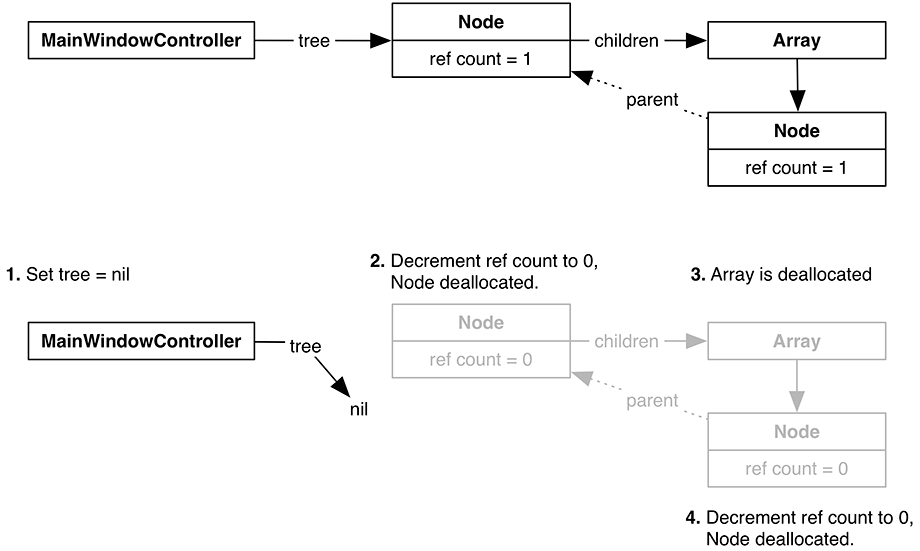 Node
MainWindowController
tree
children
Array
ref count = 1
parent
Node
ref count = 1
1. Set tree = nil
2. Decrement ref count to 0,
Node deallocated.
3. Array is deallocated
Node
MainWindowController
tree
children
Array
ref count = 0
parent
nil
Node
ref count = 0
4. Decrement ref count to 0,
Node deallocated.